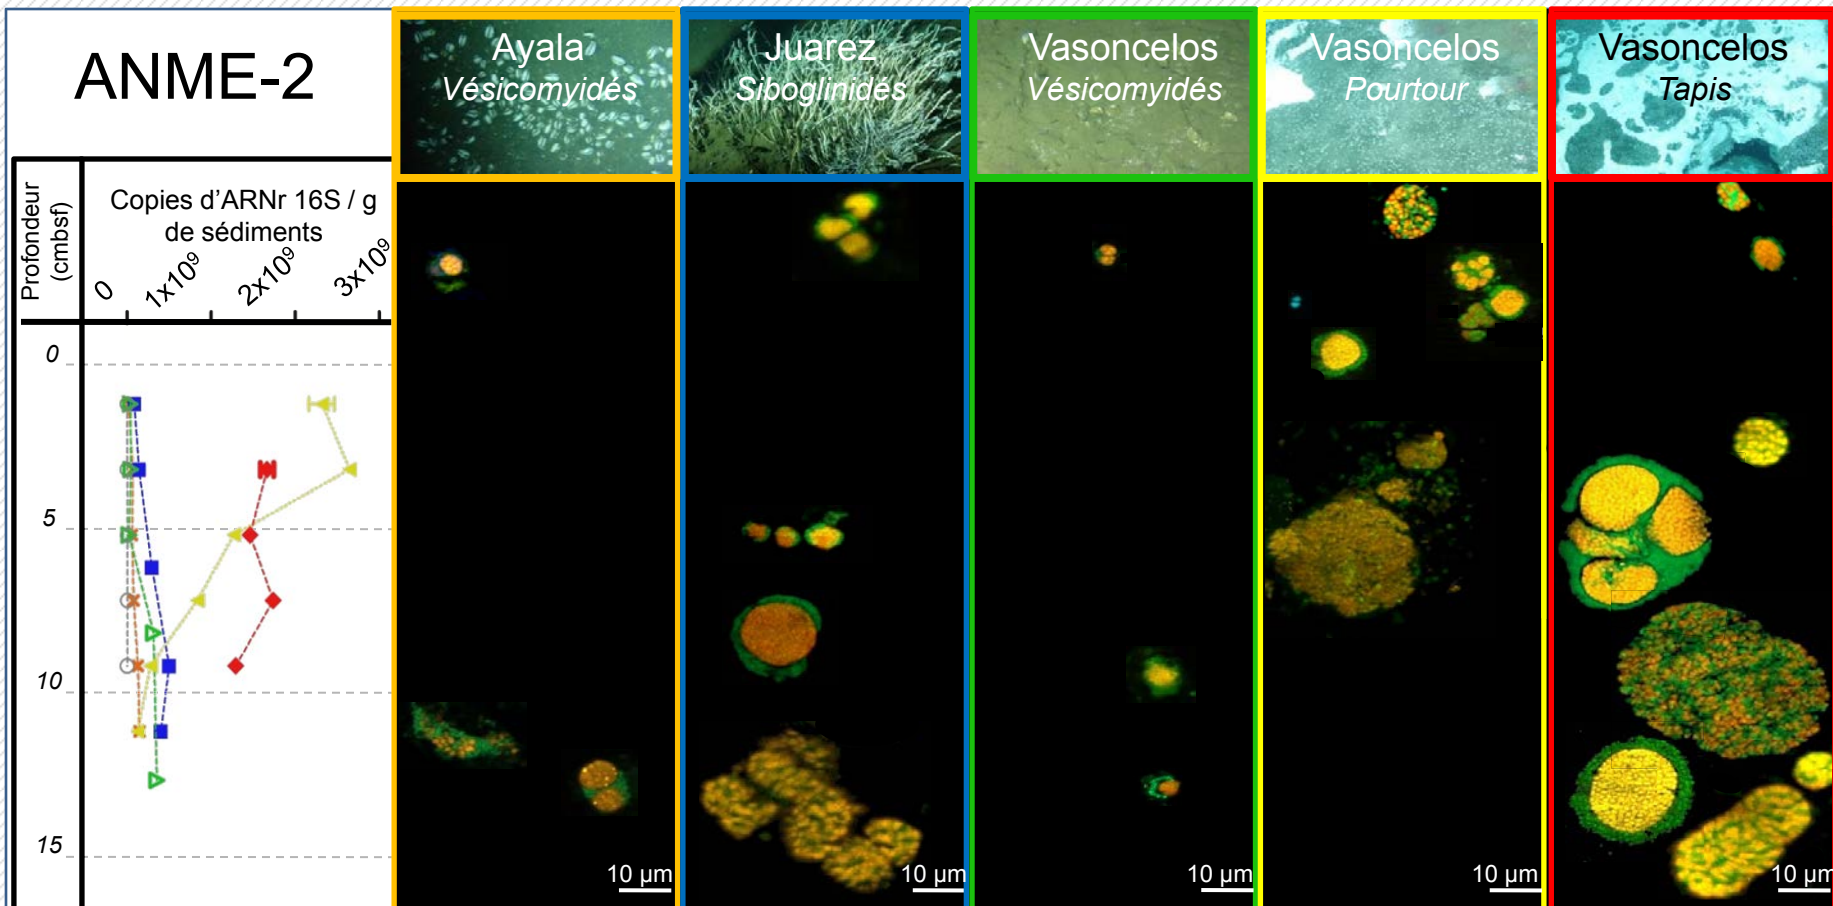 ANME-2
Ayala
Vésicomyidés
Juarez
Siboglinidés
Vasoncelos
Vésicomyidés
Vasoncelos
Pourtour
Vasoncelos
Tapis
Profondeur
(cmbsf)
Copies d'ARNr 16S / g
de sédiments
0
1x10⁹
2x10⁹
3x10⁹
0
5
10
15
10 µm
10 µm
10 µm
10 µm
10 µm